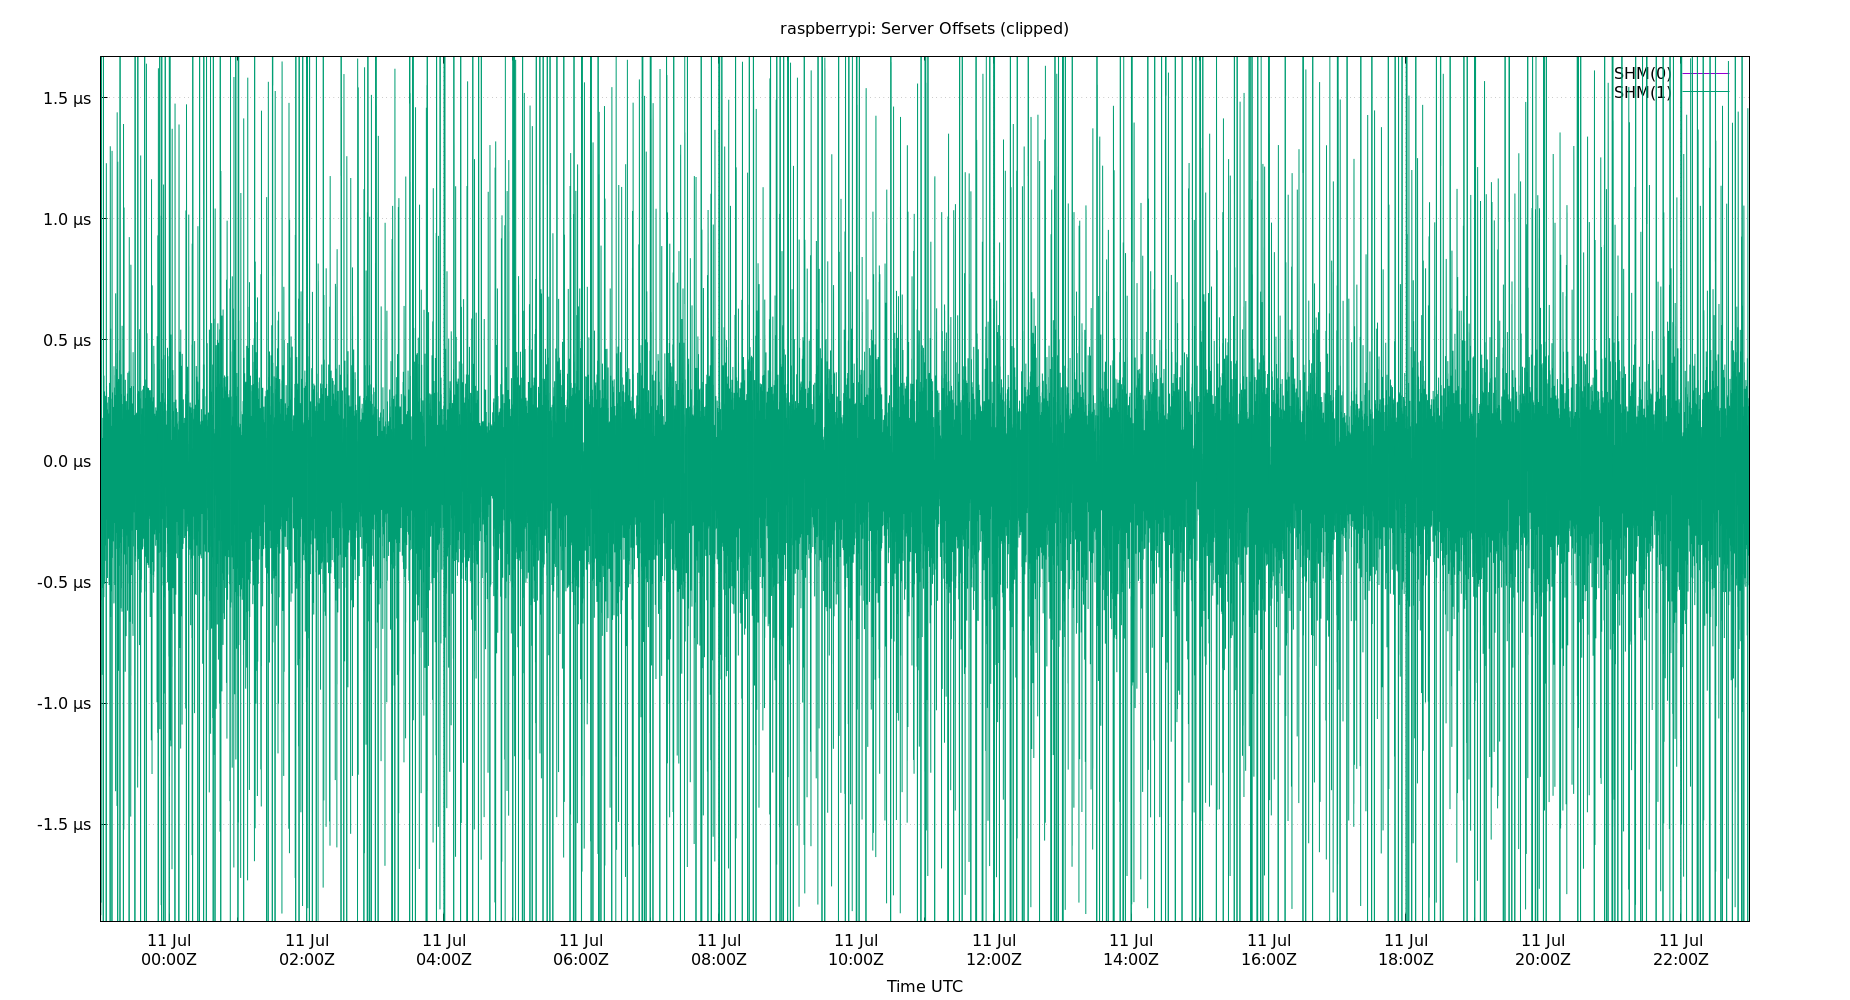 raspberrypi: Server Offsets (clipped)
SHM(0)
SHM(1)
1.5 µs
1.0 µs
0.5 µs
0.0 µs
-0.5 µs
-1.0 µs
-1.5 µs
11 Jul 11 Jul 11 Jul 11 Jul 11 Jul 11 Jul 11 Jul 11 Jul 11 Jul 11 Jul 11 Jul 11 Jul
00:00Z 02:00Z 04:00Z 06:00Z 08:00Z 10:00Z 12:00Z 14:00Z 16:00Z 18:00Z 20:00Z 22:00Z
Time UTC